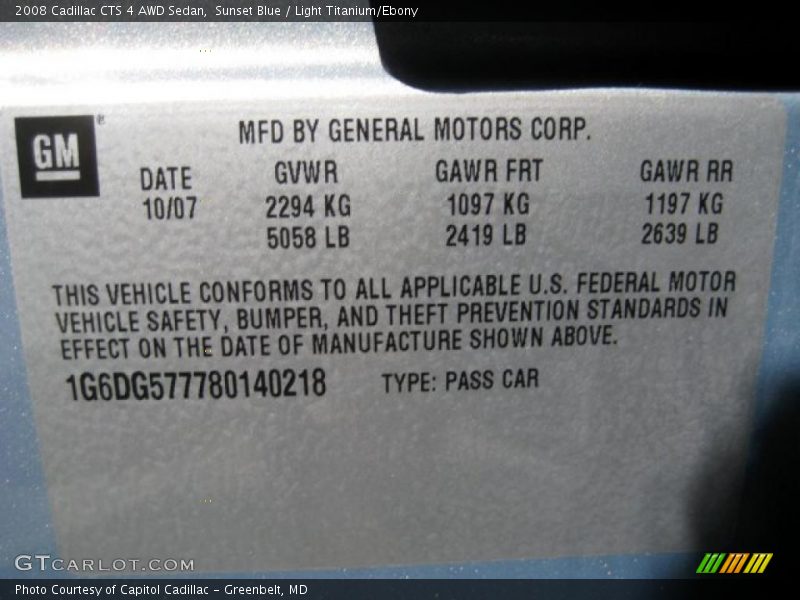 2008 Cadillac CTS 4 AWD Sedan, Sunset Blue / Light Titanium/Ebony
GM ®
MFD BY GENERAL MOTORS CORP.
DATE GVWR GAWR FRT GAWR RR
10/07 2294 KG 1097 KG 1197 KG
5058 LB 2419 LB 2639 LB
THIS VEHICLE CONFORMS TO ALL APPLICABLE U.S. FEDERAL MOTOR
VEHICLE SAFETY, BUMPER, AND THEFT PREVENTION STANDARDS IN
EFFECT ON THE DATE OF MANUFACTURE SHOWN ABOVE.
1G6DG577780140218 TYPE: PASS CAR
GTCARLOT.COM
Photo Courtesy of Capitol Cadillac - Greenbelt, MD